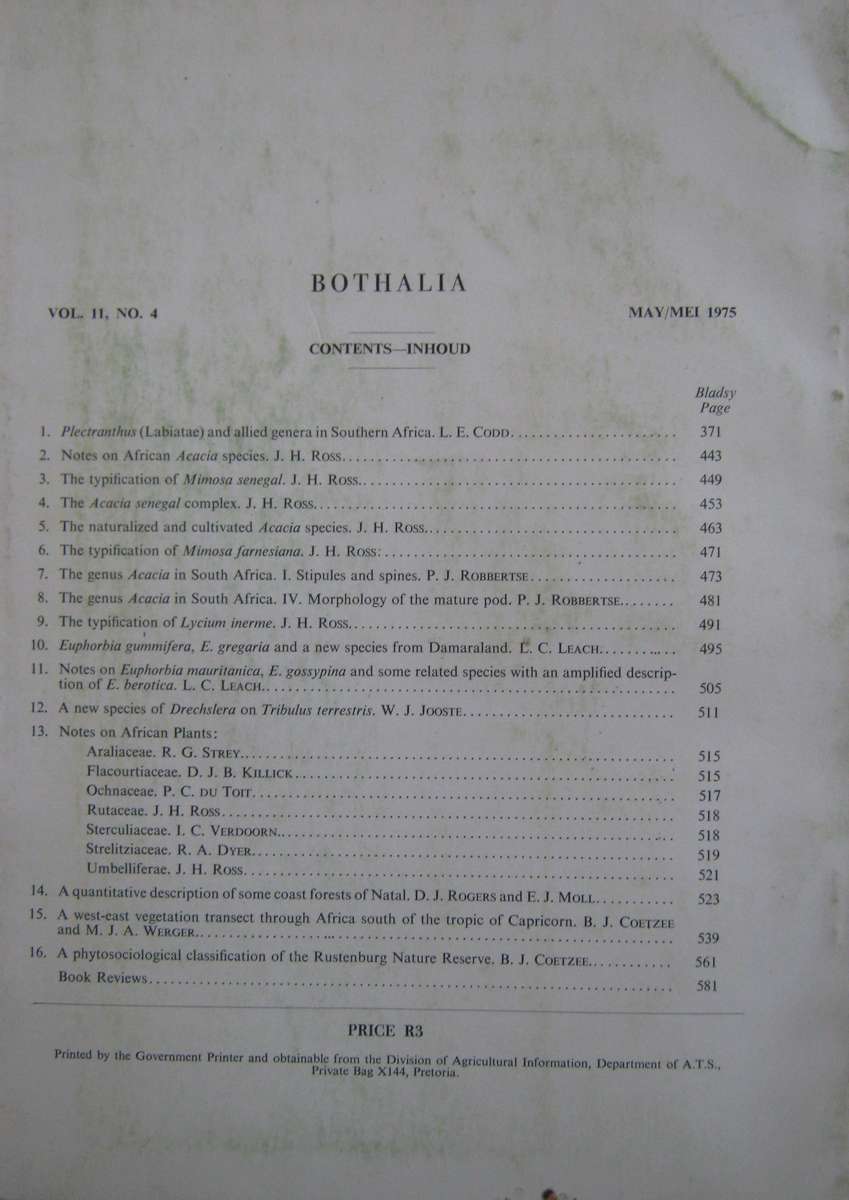 BOTHALIA
VOL. 11, NO. 4 MAY/MEI 1975
CONTENTS—INHOUD
Bladsy
Page
1. Plectranthus (Labiatae) and allied genera in Southern Africa. L. E. CODD. 371
2. Notes on African Acacia species. J. H. ROSS. 443
3. The typification of Mimosa senegal. J. H. ROSS. 449
4. The Acacia senegal complex. J. H. ROSS. 453
5. The naturalized and cultivated Acacia species. J. H. ROSS. 463
6. The typification of Mimosa farnesiana. J. H. ROSS. 471
7. The genus Acacia in South Africa. I. Stipules and spines. P. J. ROBBERTSE. 473
8. The genus Acacia in South Africa. IV. Morphology of the mature pod. P. J. ROBBERTSE. 481
9. The typification of Lycium inerme. J. H. ROSS. 491
10. Euphorbia gummifera, E. gregaria and a new species from Damaraland. L. C. LEACH. 495
11. Notes on Euphorbia mauritanica, E. gossypina and some related species with an amplified descrip-
tion of E. berotica. L. C. LEACH. 505
12. A new species of Drechslera on Tribulus terrestris. W. J. JOOSTE. 511
13. Notes on African Plants:
Araliaceae. R. G. STREY. 515
Flacourtiaceae. D. J. B. KILLICK. 515
Ochnaceae. P. C. DU TOIT. 517
Rutaceae. J. H. ROSS. 518
Sterculiaceae. I. C. VERDOORN. 518
Strelitziaceae. R. A. DYER. 519
Umbelliferae. J. H. ROSS. 521
14. A quantitative description of some coast forests of Natal. D. J. ROGERS and E. J. MOLL. 523
15. A west-east vegetation transect through Africa south of the tropic of Capricorn. B. J. COETZEE
and M. J. A. WERGER. 539
16. A phytosociological classification of the Rustenburg Nature Reserve. B. J. COETZEE. 561
Book Reviews. 581
PRICE R3
Printed by the Government Printer and obtainable from the Division of Agricultural Information, Department of A.T.S.,
Private Bag X144, Pretoria.